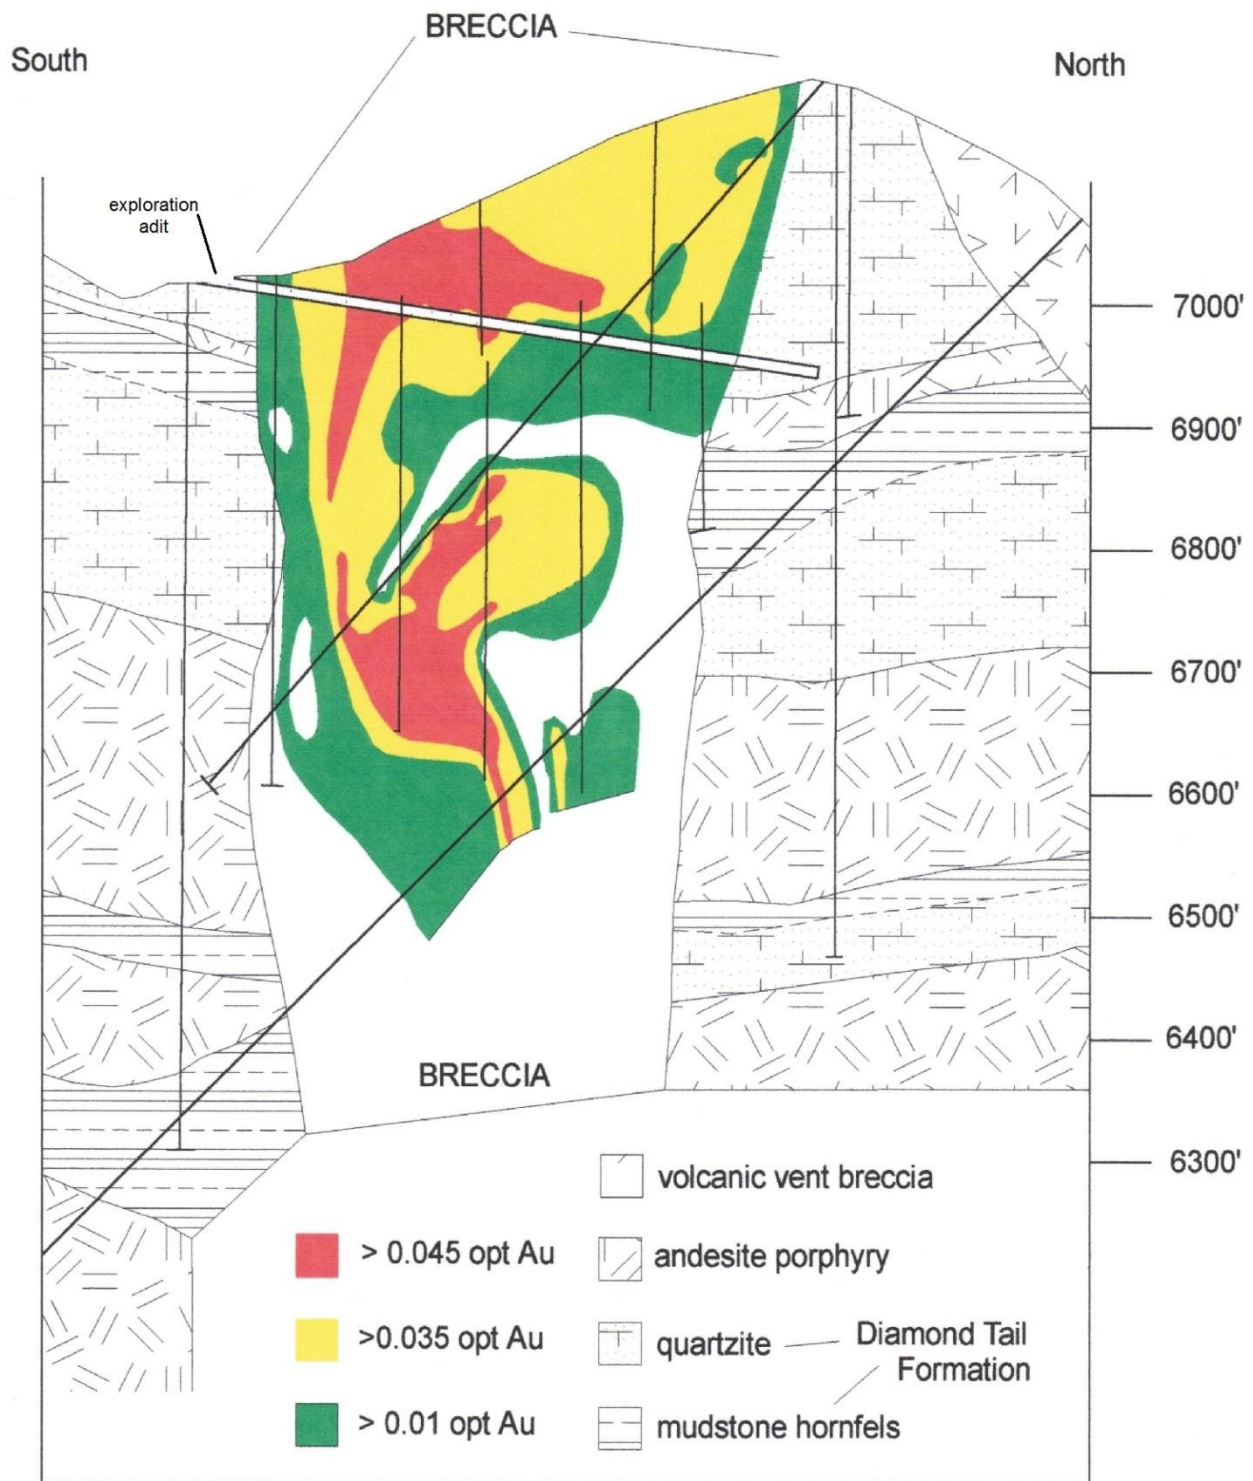 BRECCIA
South
North
exploration
adit
7000'
6900'
6800'
6700'
6600'
6500'
6400'
6300'
BRECCIA
volcanic vent breccia
> 0.045 opt Au
andesite porphyry
>0.035 opt Au
quartzite
Diamond Tail
Formation
> 0.01 opt Au
mudstone hornfels